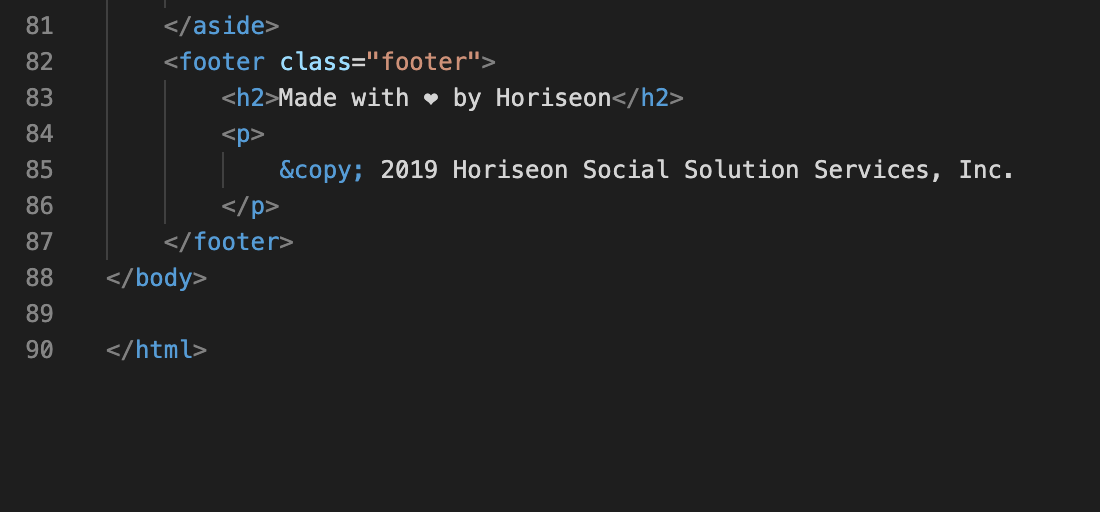 81 </aside>
82 <footer class="footer">
83 <h2>Made with ❤ by Horiseon</h2>
84 <p>
85 &copy; 2019 Horiseon Social Solution Services, Inc.
86 </p>
87 </footer>
88 </body>
89
90 </html>